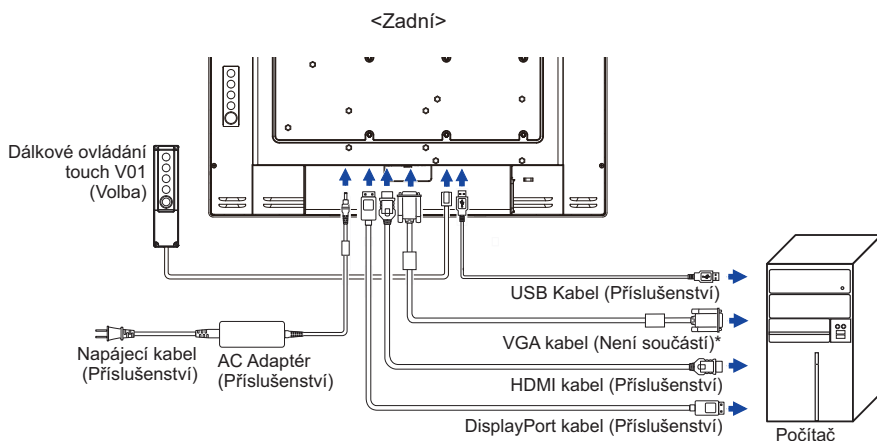 <Zadní>
Dálkové ovládání
touch V01
(Volba)
USB Kabel (Příslušenství)
VGA kabel (Není součástí)*
Napájecí kabel
(Příslušenství)
AC Adaptér
(Příslušenství)
HDMI kabel (Příslušenství)
DisplayPort kabel (Příslušenství)
Počítač